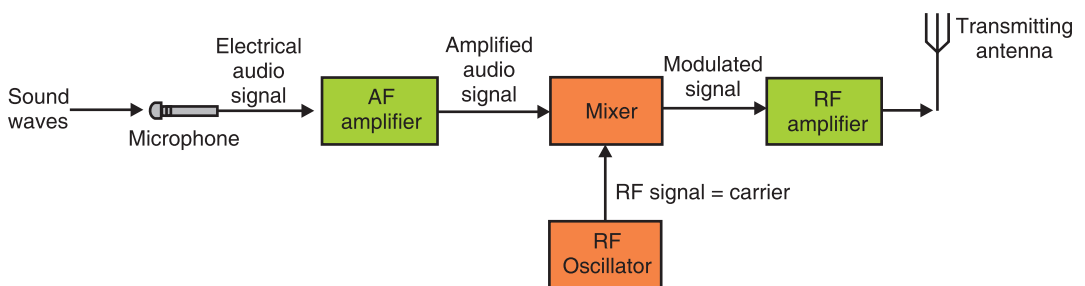 Sound
waves
Microphone
Electrical
audio
signal
AF
amplifier
Amplified
audio
signal
Mixer
Modulated
signal
RF
amplifier
Transmitting
antenna
RF signal = carrier
RF
Oscillator